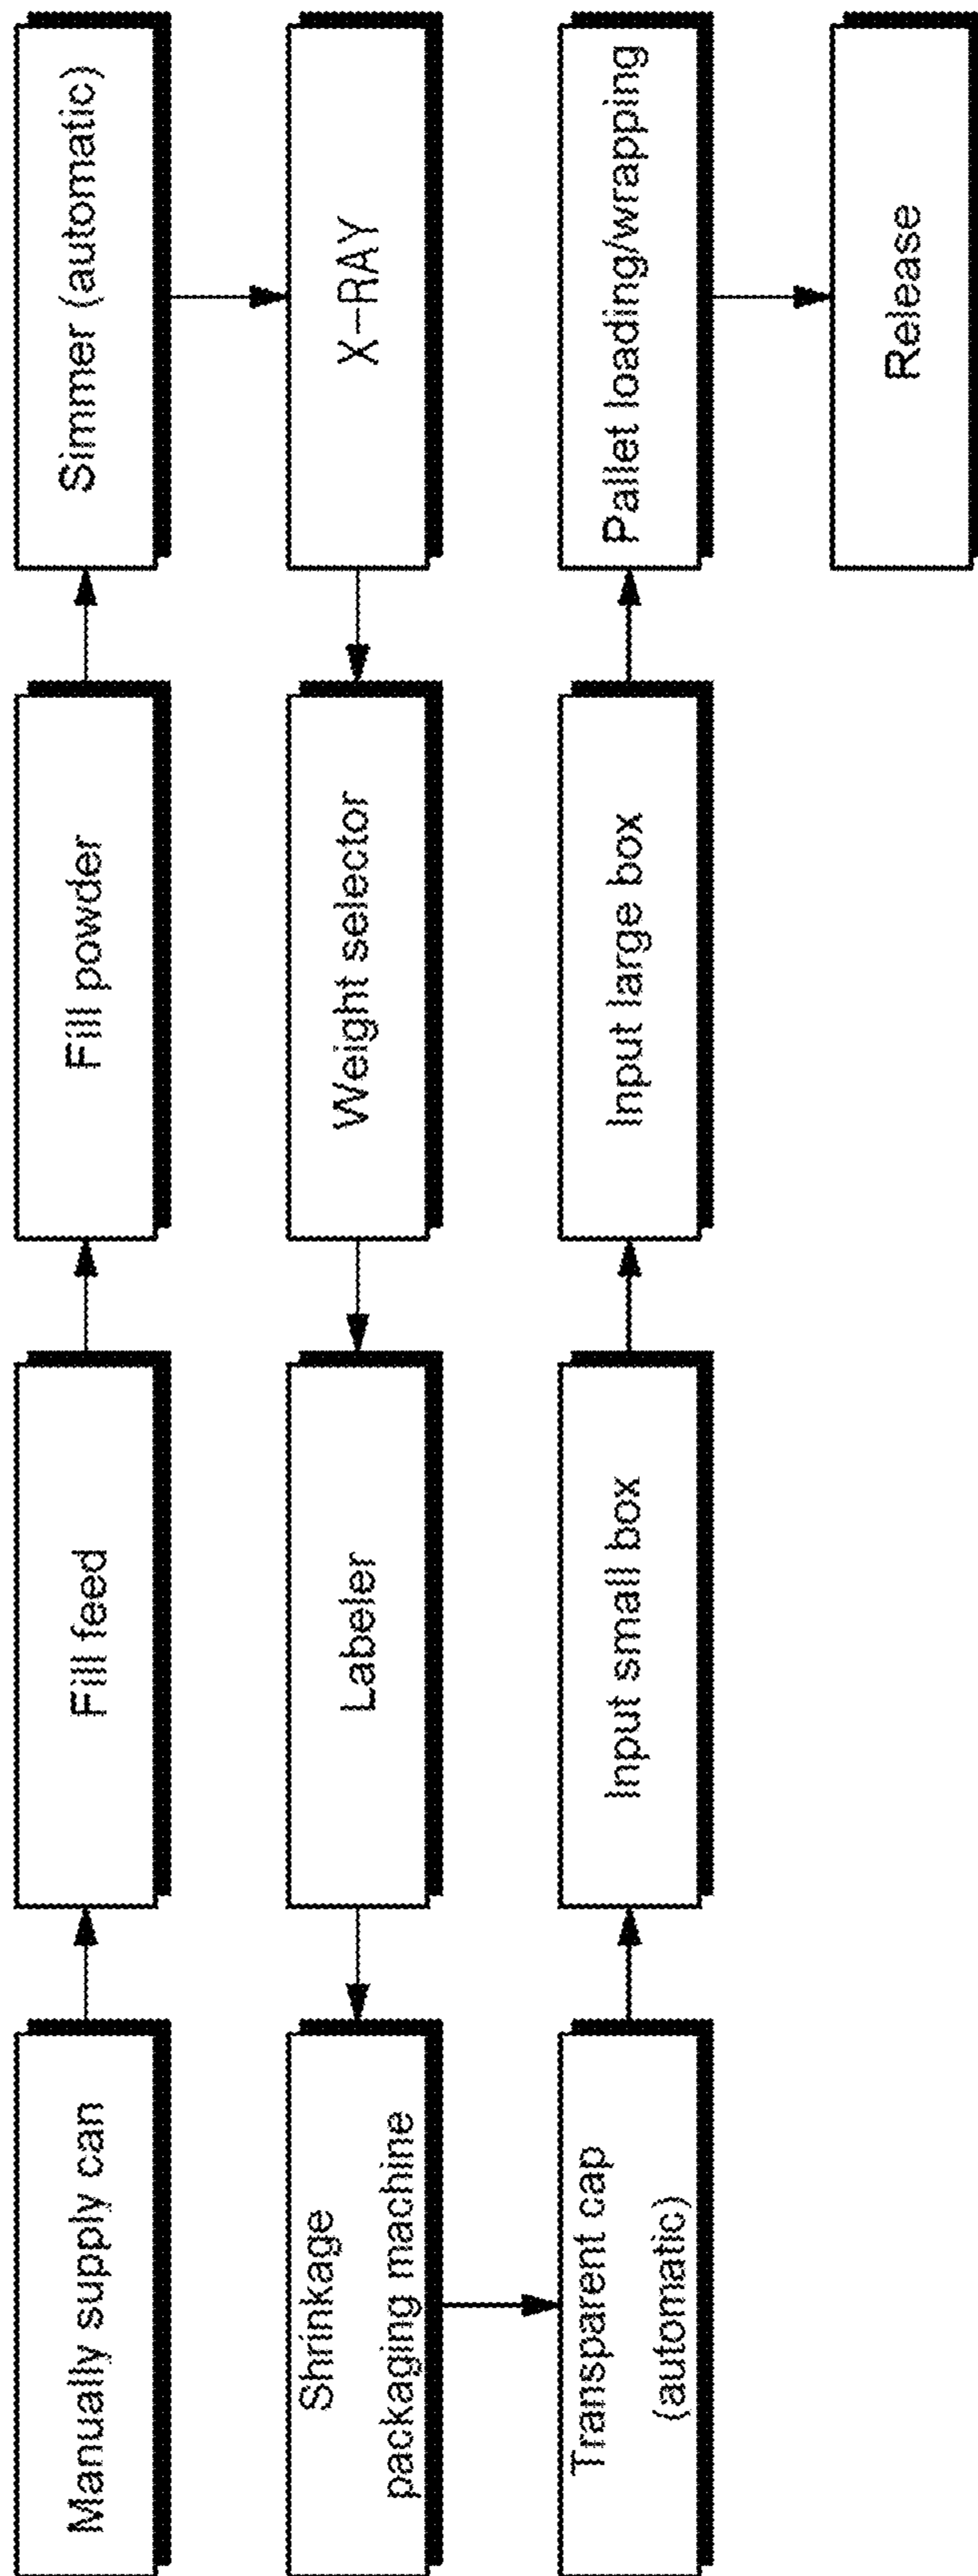 Manually supply can
Fill feed
Fill powder
Simmer (automatic)
X-RAY
Weight selector
Labeler
Shrinkage
packaging machine
Transparent cap
(automatic)
Input small box
Input large box
Pallet loading/wrapping
Release